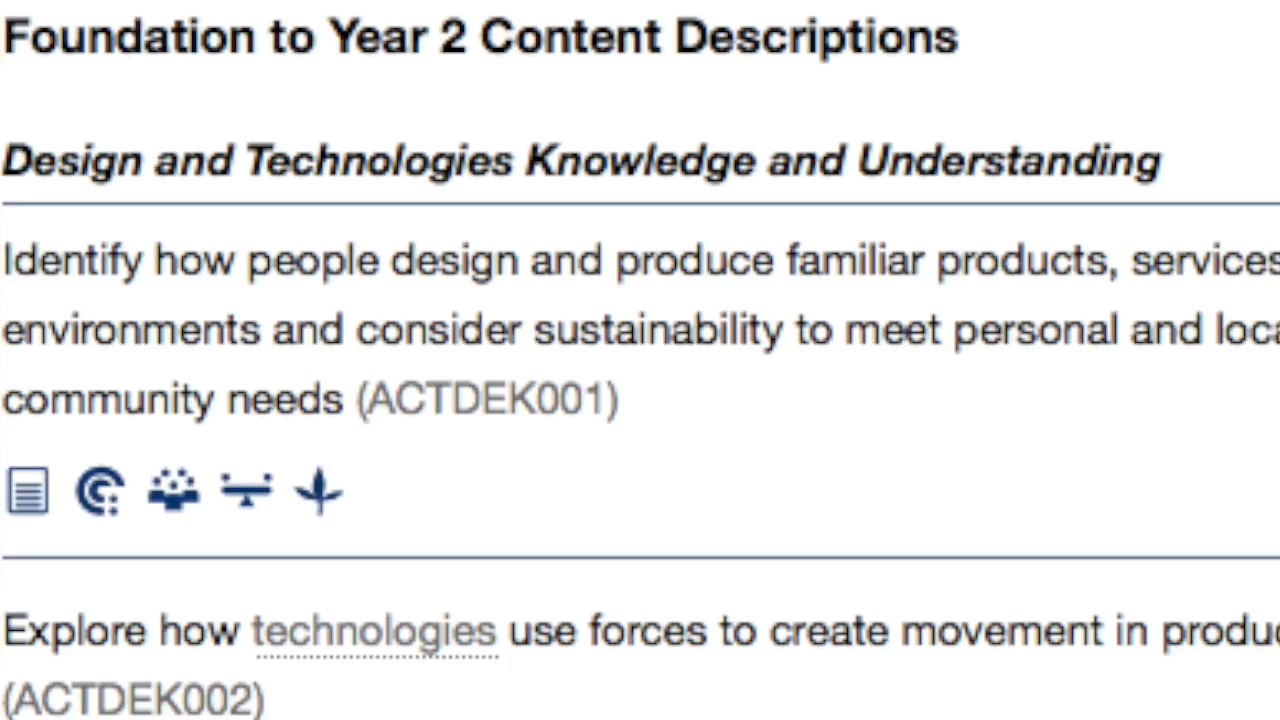 Foundation to Year 2 Content Descriptions
Design and Technologies Knowledge and Understanding
Identify how people design and produce familiar products, services
environments and consider sustainability to meet personal and
community needs (ACTDEK001)
Explore how technologies use forces to create movement in
(ACTDEK002)